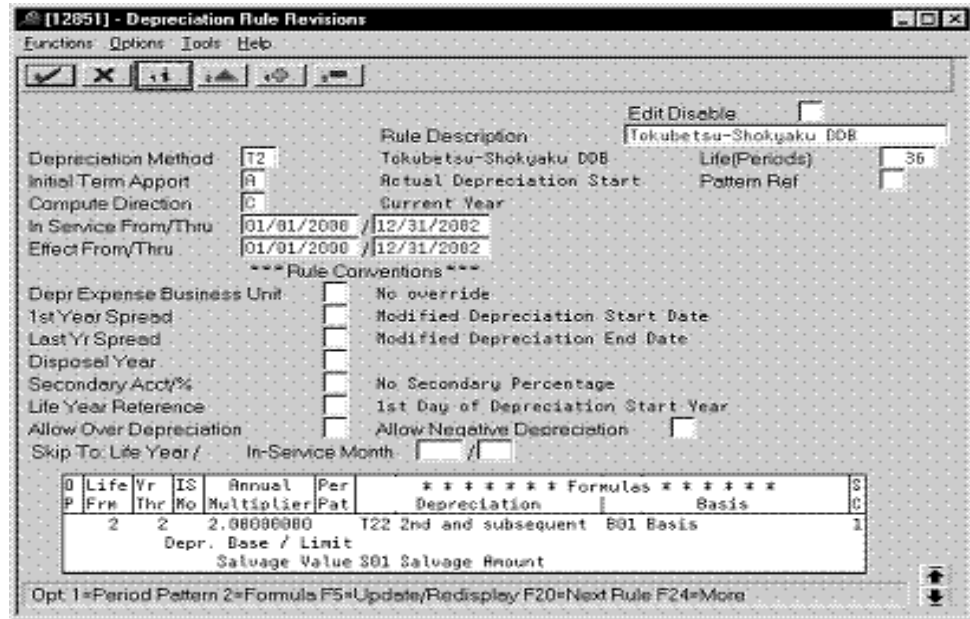 [12851] - Depreciation Rule Revisions
Functions Options Tools Help
Edit Disable
Rule Description Tokubetsu-Shokyaku DDB
Depreciation Method T2 Tokubetsu-Shokyaku DDB Life(Periods) 36
Initial Term Apport A Actual Depreciation Start Pattern Ref
Compute Direction C Current Year
In Service From/Thru 01/01/2000 / 12/31/2002
Effect From/Thru 01/01/2000 / 12/31/2002
*** Rule Conventions ***
Depr Expense Business Unit No override
1st Year Spread Modified Depreciation Start Date
Last Yr Spread Modified Depreciation End Date
Disposal Year
Secondary Acct/% No Secondary Percentage
Life Year Reference 1st Day of Depreciation Start Year
Allow Over Depreciation Allow Negative Depreciation
Skip To: Life Year / In-Service Month /
O Life Yr IS Annual Per * * * * * * * Formulas * * * * * * S
P Frm Thr Mo Multiplier Pat Depreciation Basis C
2 2 2.00000000 T22 2nd and subsequent B01 Basis 1
Depr. Base / Limit
Salvage Value S01 Salvage Amount
Opt: 1=Period Pattern 2=Formula F5=Update/Redisplay F20=Next Rule F24=More